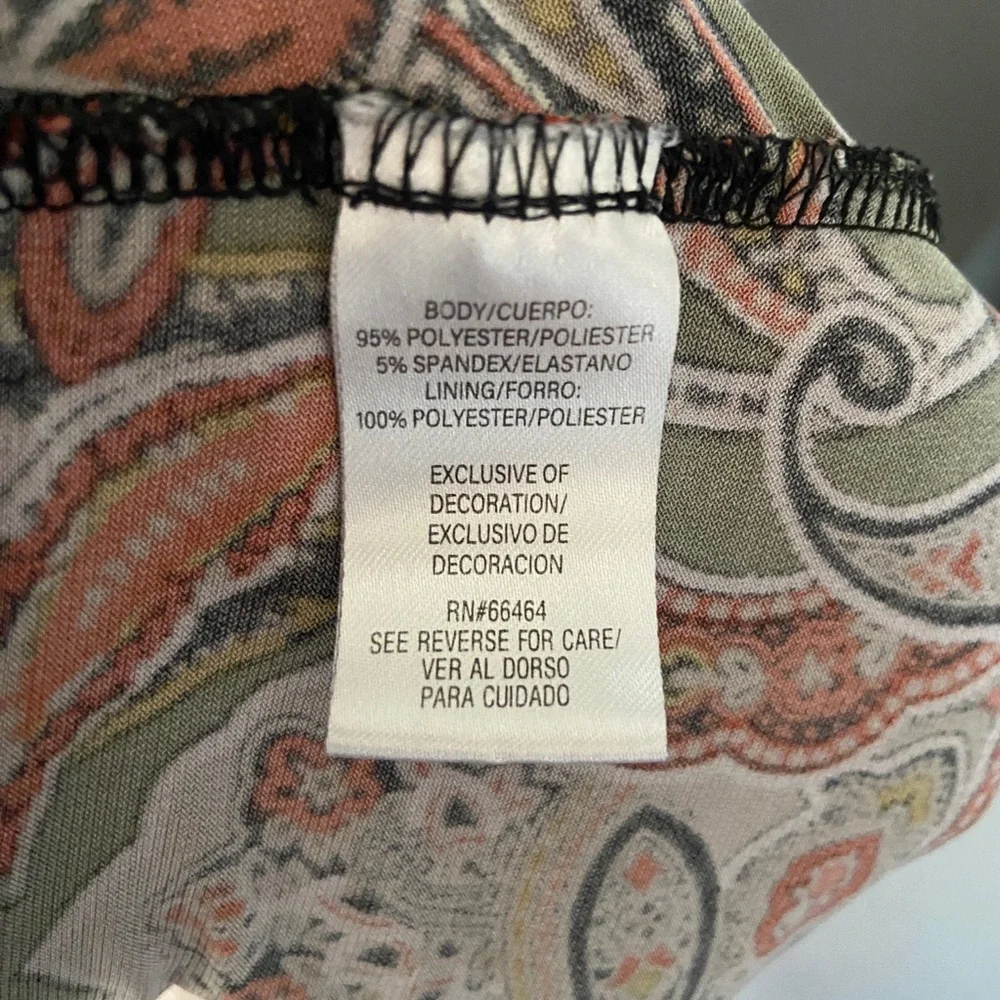 BODY/CUERPO:
95% POLYESTER/POLIESTER
5% SPANDEX/ELASTANO
LINING/FORRO:
100% POLYESTER/POLIESTER
EXCLUSIVE OF
DECORATION/
EXCLUSIVO DE
DECORACION
RN#66464
SEE REVERSE FOR CARE/
VER AL DORSO
PARA CUIDADO